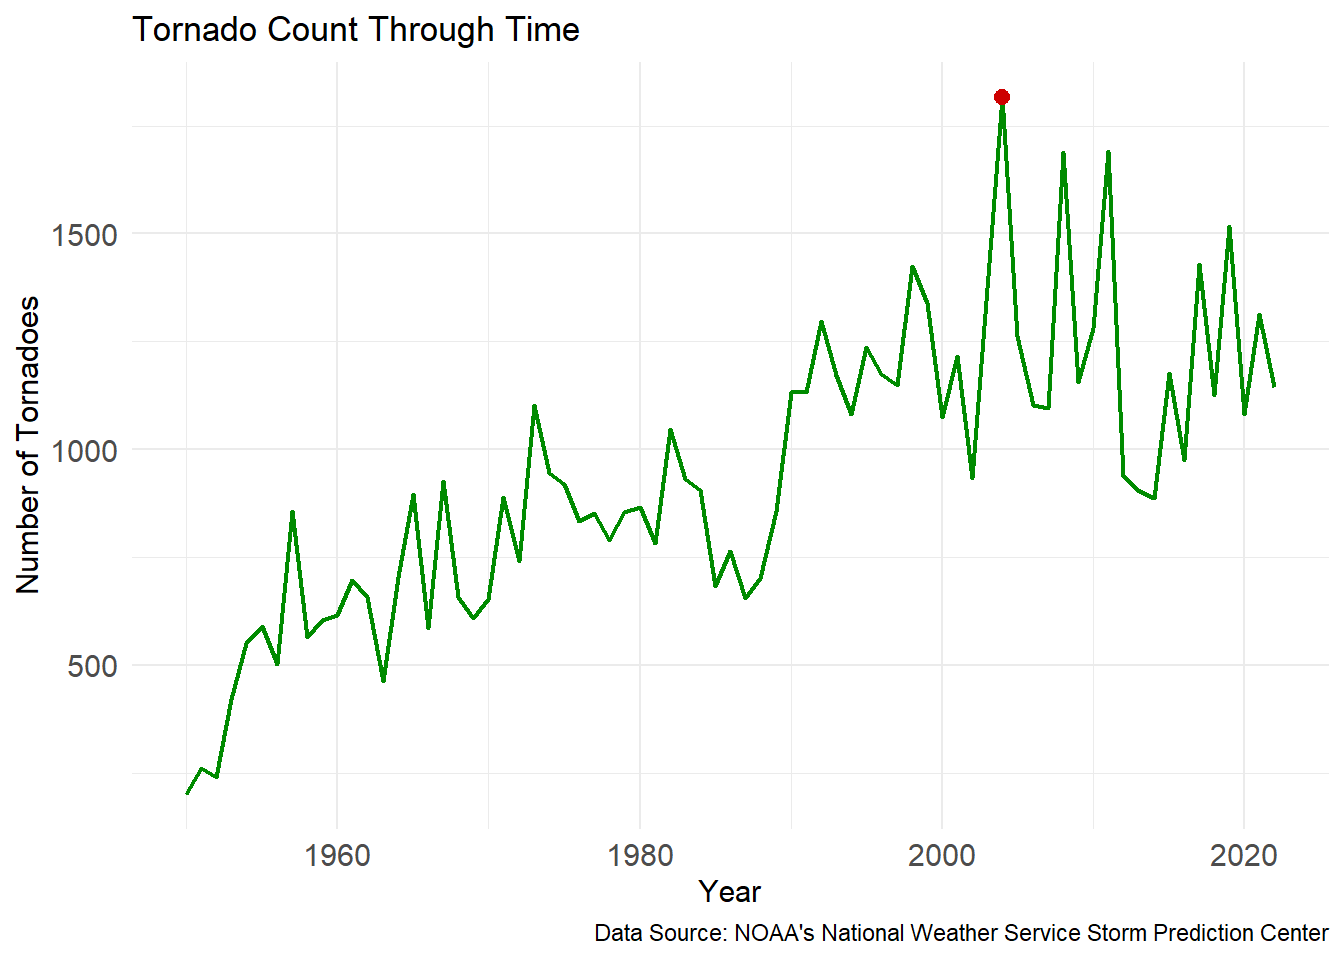 Tornado Count Through Time
1500
1000
500
Number of Tornadoes
1960
1980
2000
2020
Year
Data Source: NOAA's National Weather Service Storm Prediction Center